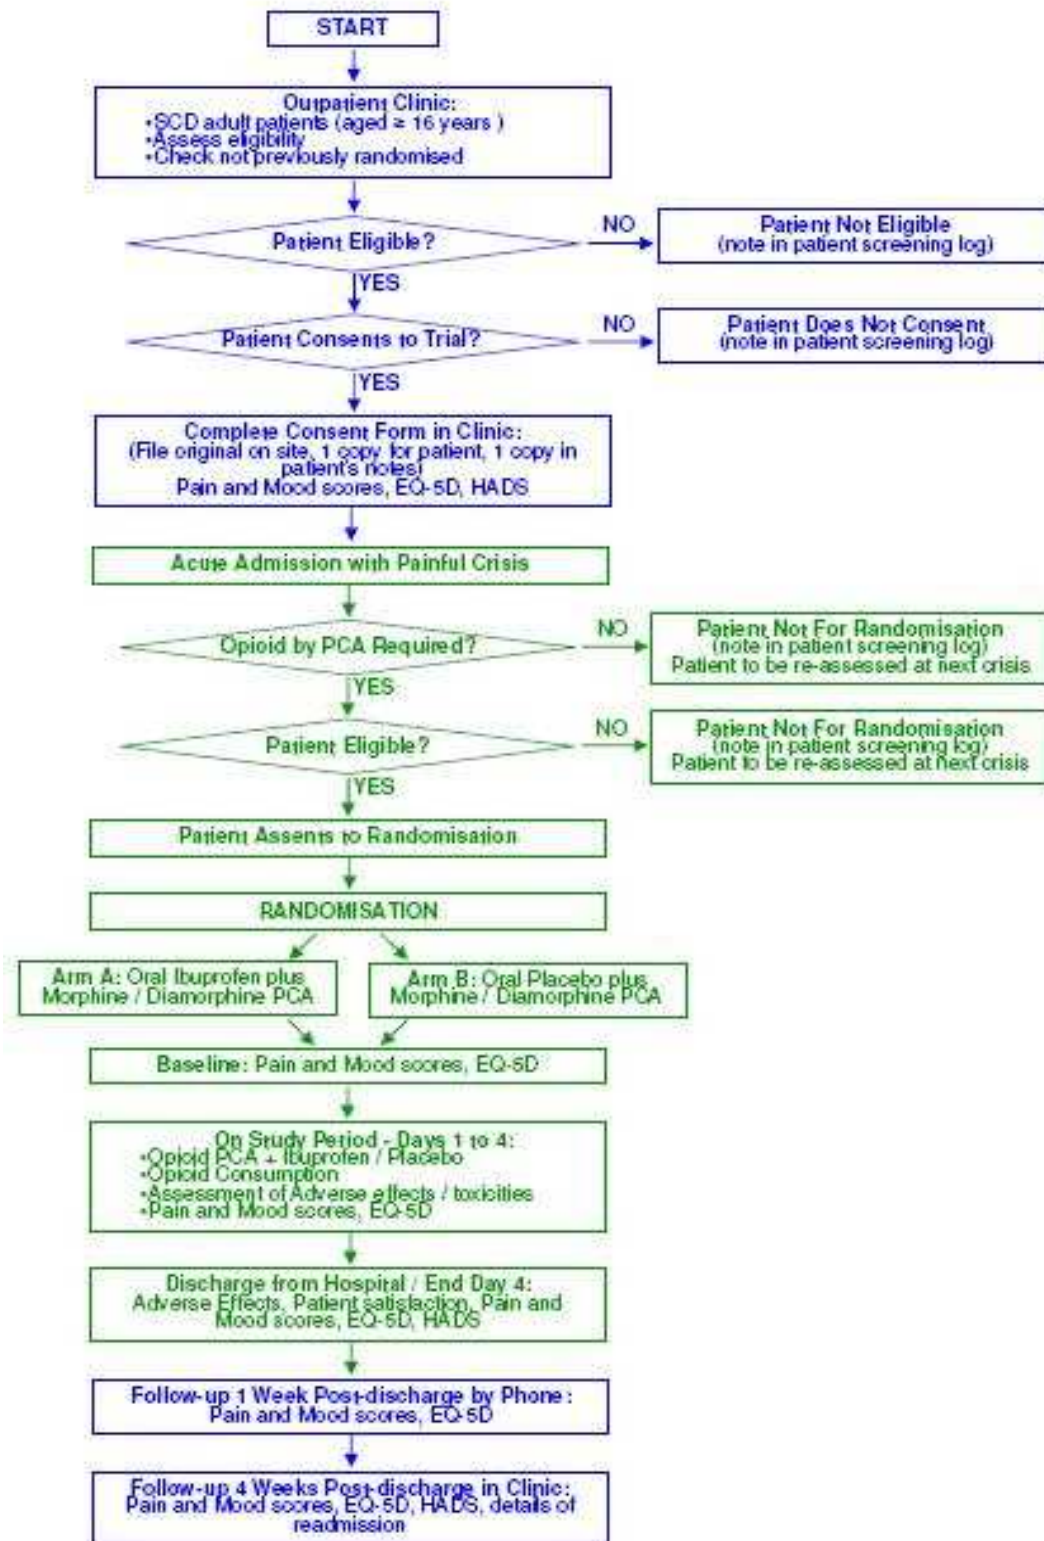 START
Outpatient Clinic:
•SCD adult patients (aged ≥ 16 years )
•Assess eligibility
•Check not previously randomised
Patient Eligible?
NO
Patient Not Eligible
(note in patient screening log)
YES
Patient Consents to Trial?
NO
Patient Does Not Consent
(note in patient screening log)
YES
Complete Consent Form in Clinic:
(File original on site, 1 copy for patient, 1 copy in
patient's notes)
Pain and Mood scores, EQ-5D, HADS
Acute Admission with Painful Crisis
Opioid by PCA Required?
NO
Patient Not For Randomisation
(note in patient screening log)
Patient to be re-assessed at next crisis
YES
Patient Eligible?
NO
Patient Not For Randomisation
(note in patient screening log)
Patient to be re-assessed at next crisis
YES
Patient Assents to Randomisation
RANDOMISATION
Arm A: Oral Ibuprofen plus
Morphine / Diamorphine PCA
Arm B: Oral Placebo plus
Morphine / Diamorphine PCA
Baseline: Pain and Mood scores, EQ-5D
On Study Period - Days 1 to 4:
•Opioid PCA + Ibuprofen / Placebo
•Opioid Consumption
•Assessment of Adverse effects / toxicities
•Pain and Mood scores, EQ-5D
Discharge from Hospital / End Day 4:
Adverse Effects, Patient satisfaction, Pain and
Mood scores, EQ-5D, HADS
Follow-up 1 Week Post-discharge by Phone:
Pain and Mood scores, EQ-5D
Follow-up 4 Weeks Post-discharge in Clinic:
Pain and Mood scores, EQ-5D, HADS, details of
readmission